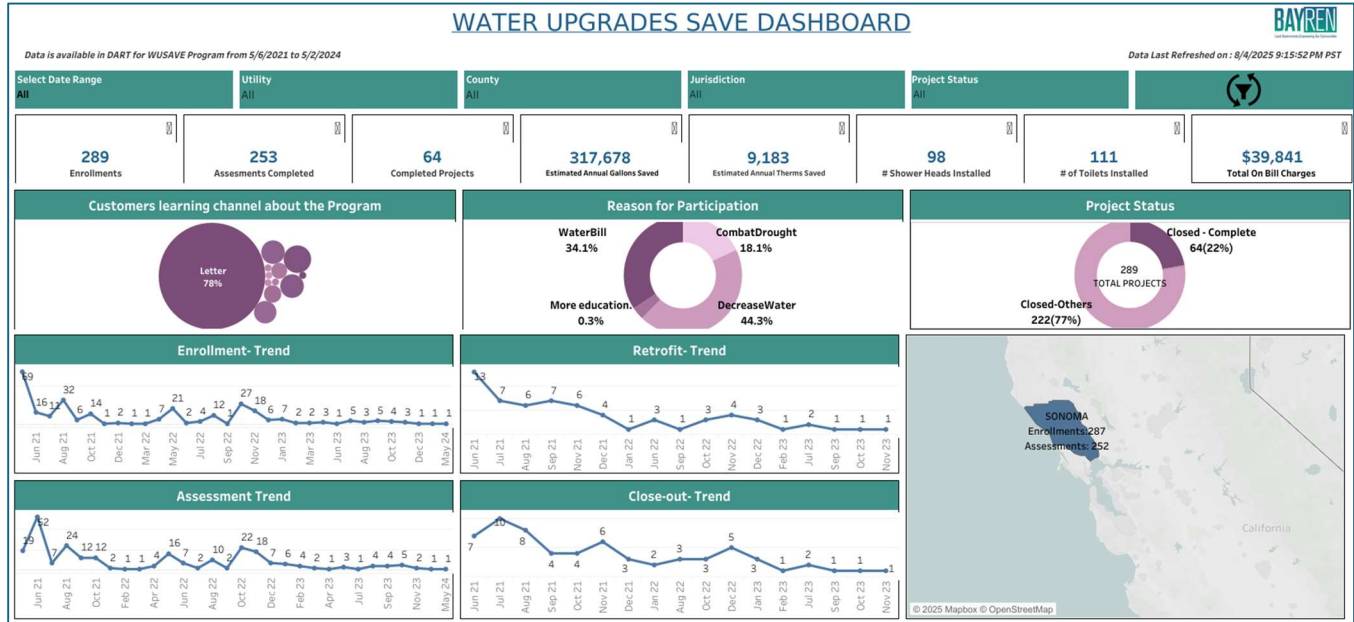 WATER UPGRADES SAVE DASHBOARD
BAYREN
Data is available in DART for WUSAVE Program from 5/6/2021 to 5/2/2024
Data Last Refreshed on : 8/4/2025 9:15:52 PM PST
Select Date Range
All
Utility
All
County
All
Jurisdiction
All
Project Status
All
289
Enrollments
253
Assesments Completed
64
Completed Projects
317,678
Estimated Annual Gallons Saved
9,183
Estimated Annual Therms Saved
98
# Shower Heads Installed
111
# of Toilets Installed
$39,841
Total On Bill Charges
Customers learning channel about the Program
Letter
78%
Reason for Participation
WaterBill
34.1%
CombatDrought
18.1%
More education.
0.3%
DecreaseWater
44.3%
Project Status
Closed - Complete
64(22%)
289
TOTAL PROJECTS
Closed-Others
222(77%)
Enrollment- Trend
69 16 11 32 6 14 1 2 1 1 7 21 2 4 12 1 27 18 6 7 2 2 3 1 5 3 5 4 3 1 1 1
Jun 21 Aug 21 Oct 21 Dec 21 Mar 22 May 22 Jul 22 Sep 22 Nov 22 Jan 23 Mar 23 Jun 23 Aug 23 Oct 23 Dec 23 May 24
Retrofit- Trend
13 7 6 7 6 4 1 3 1 3 4 3 1 2 1 1
Jun 21 Jul 21 Aug 21 Sep 21 Nov 21 Dec 21 Jan 22 Jun 22 Sep 22 Oct 22 Nov 22 Dec 22 Feb 23 Jul 23 Sep 23 Nov 23
SONOMA
Enrollments:287
Assessments: 252
California
© 2025 Mapbox © OpenStreetMap
Assessment Trend
19 52 7 24 12 12 2 1 1 4 16 7 2 10 2 22 18 7 6 4 2 1 3 1 4 4 5 2 1 1
Jun 21 Aug 21 Oct 21 Feb 22 Apr 22 Jun 22 Aug 22 Oct 22 Dec 22 Feb 23 Apr 23 Jul 23 Sep 23 Nov 23 May 24
Close-out- Trend
7 10 8 4 4 6 3 2 3 3 5 3 1 2 1 1 1
Jun 21 Jul 21 Aug 21 Sep 21 Oct 21 Nov 21 Dec 21 Jan 22 Aug 22 Oct 22 Dec 22 Jan 23 Feb 23 Jul 23 Sep 23 Oct 23 Nov 23